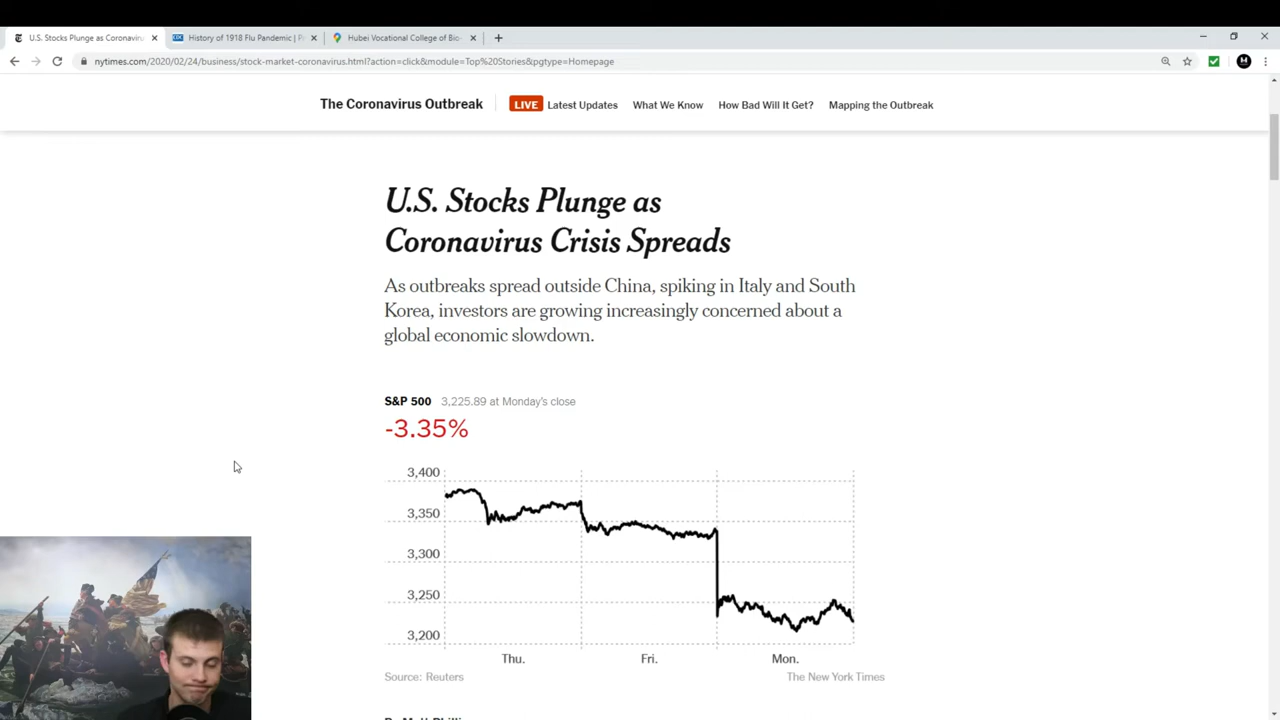 U.S. Stocks Plunge as Coronavirus
History of 1918 Flu Pandemic | P
Hubei Vocational College of Bio-
nytimes.com/2020/02/24/business/stock-market-coronavirus.html?action=click&module=Top%20Stories&pgtype=Homepage
The Coronavirus Outbreak
LIVE Latest Updates
What We Know
How Bad Will It Get?
Mapping the Outbreak
U.S. Stocks Plunge as
Coronavirus Crisis Spreads
As outbreaks spread outside China, spiking in Italy and South
Korea, investors are growing increasingly concerned about a
global economic slowdown.
S&P 500 3,225.89 at Monday's close
-3.35%
3,400
3,350
3,300
3,250
3,200
Thu.
Fri.
Mon.
Source: Reuters
The New York Times